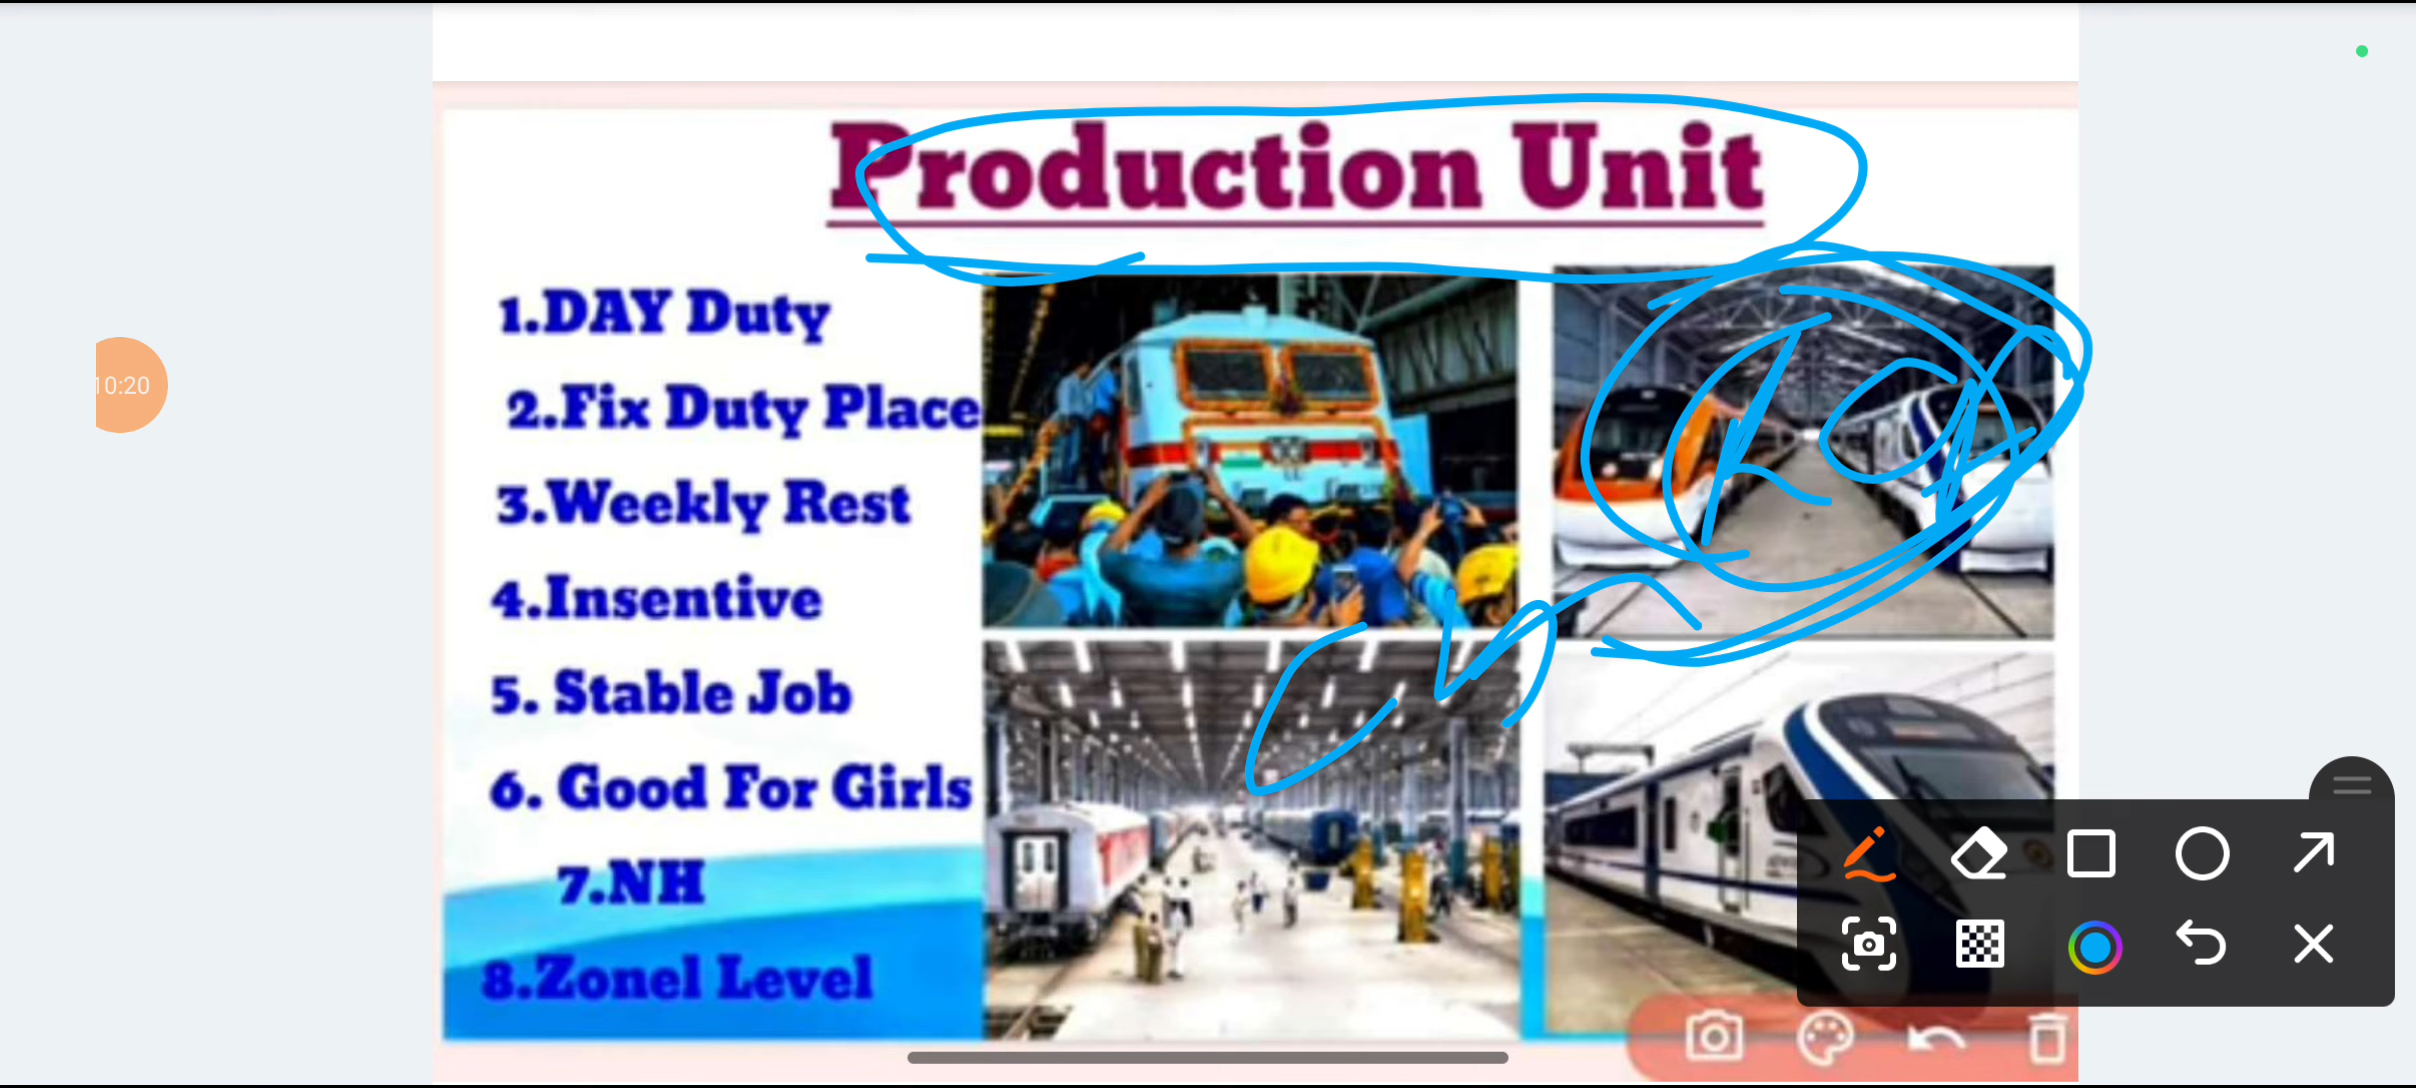 Production Unit
1.DAY Duty
2.Fix Duty Place
3.Weekly Rest
4.Insentive
5. Stable Job
6. Good For Girls
7.NH
8.Zonel Level
10:20